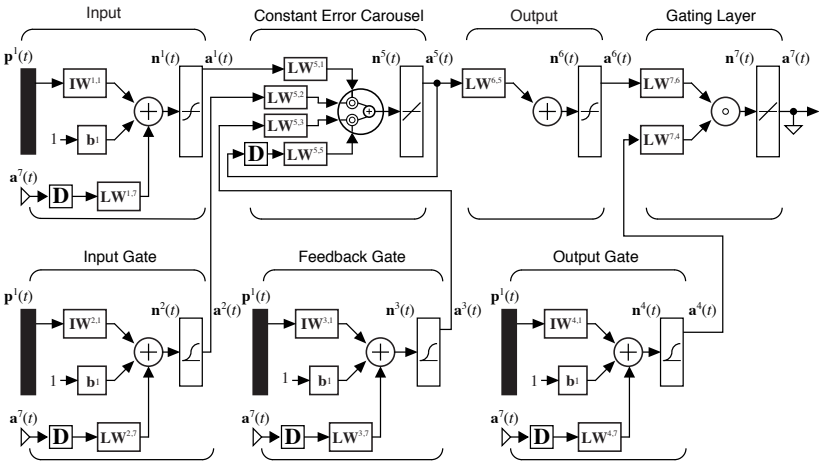 Input
Constant Error Carousel
Output
Gating Layer
p¹(t)
n¹(t)
a¹(t)
n⁵(t)
a⁵(t)
n⁶(t)
a⁶(t)
n⁷(t)
a⁷(t)
IW¹,¹
LW⁵,¹
LW⁵,²
LW⁵,³
LW⁶,⁵
LW⁷,⁶
1
b¹
D
LW⁵,⁵
LW⁷,⁴
a⁷(t)
D
LW¹,⁷
Input Gate
Feedback Gate
Output Gate
p¹(t)
n²(t)
a²(t)
p¹(t)
n³(t)
a³(t)
p¹(t)
n⁴(t)
a⁴(t)
IW²,¹
IW³,¹
IW⁴,¹
1
b¹
1
b¹
1
b¹
a⁷(t)
a⁷(t)
a⁷(t)
D
LW²,⁷
D
LW³,⁷
D
LW⁴,⁷